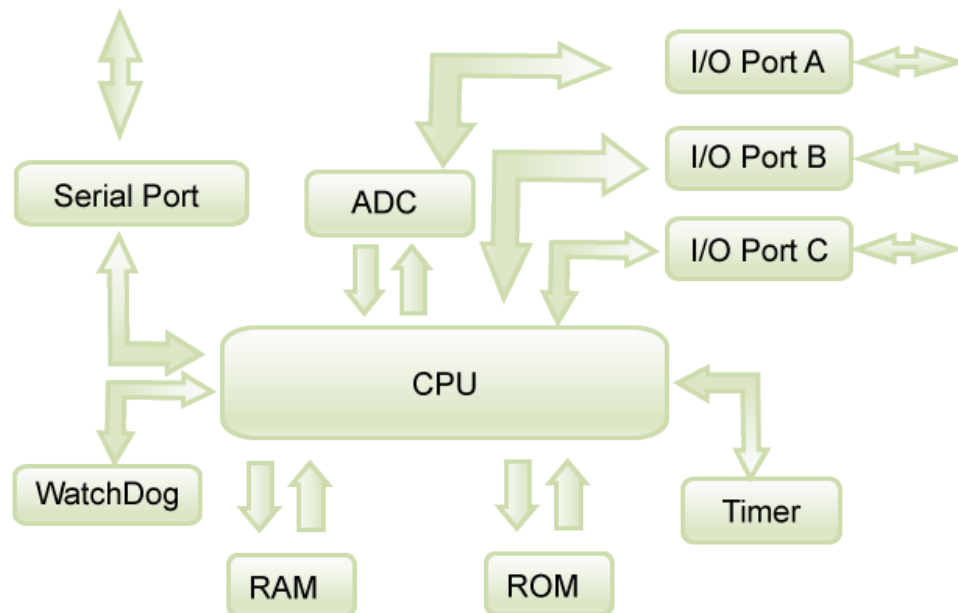 I/O Port A
I/O Port B
Serial Port
ADC
I/O Port C
CPU
WatchDog
Timer
RAM
ROM